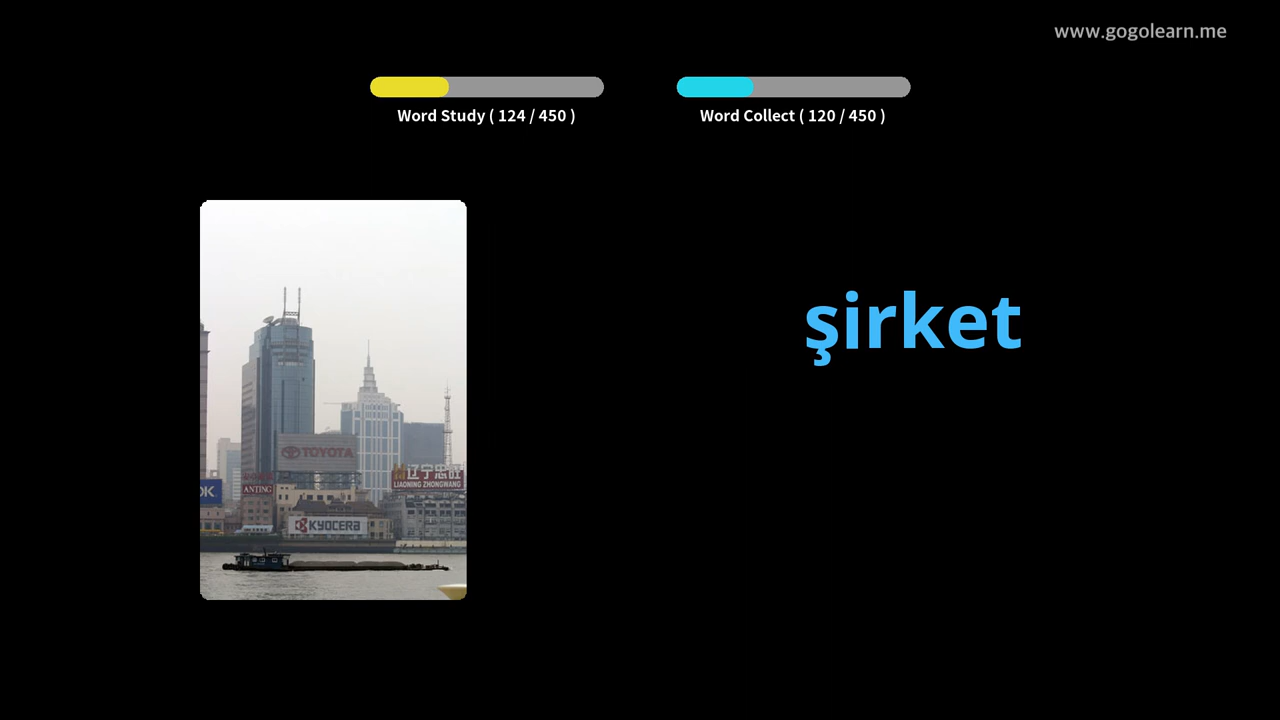 www.gogolearn.me
Word Study ( 124 / 450 )
Word Collect ( 120 / 450 )
şirket
TOYOTA
辽宁忠旺
LIAONING ZHONGWANG
ANTING
OK
KYOCERA